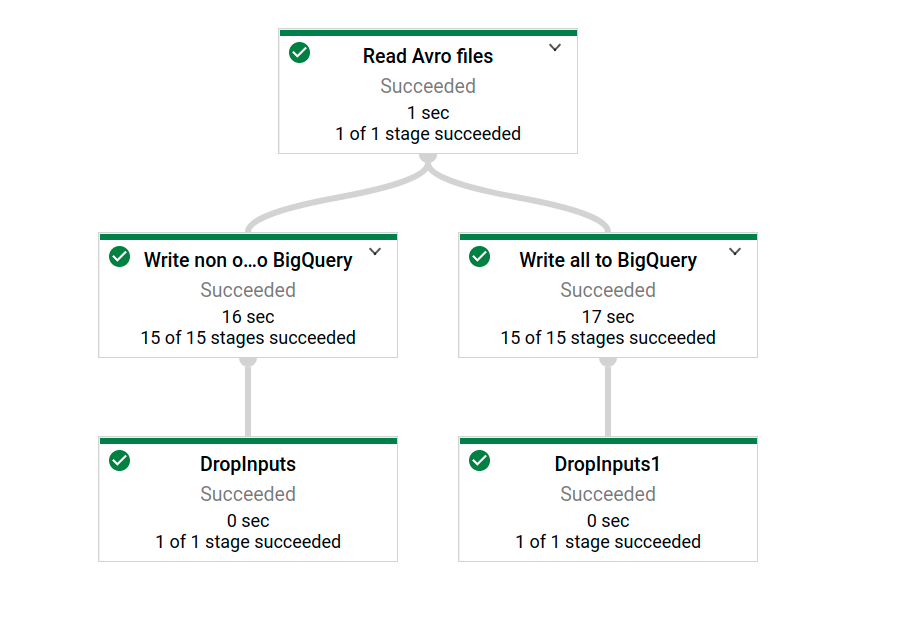 Read Avro files
Succeeded
1 sec
1 of 1 stage succeeded
Write non o...o BigQuery
Succeeded
16 sec
15 of 15 stages succeeded
Write all to BigQuery
Succeeded
17 sec
15 of 15 stages succeeded
DropInputs
Succeeded
0 sec
1 of 1 stage succeeded
DropInputs1
Succeeded
0 sec
1 of 1 stage succeeded